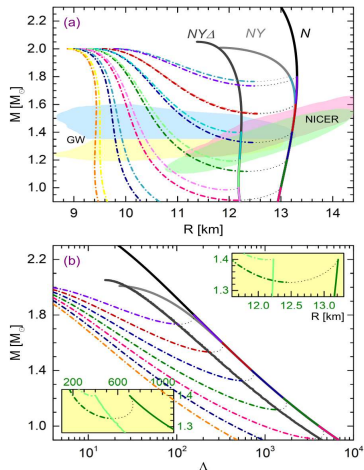 (a)
NYΔ NY N
2.2
2.0
1.8
1.6
1.4
1.2
1.0
M [M☉]
GW
NICER
9 10 11 12 13 14
R [km]
(b)
2.2
2.0
1.8
1.6
1.4
1.2
1.0
M [M☉]
1.4
1.3
12.0 12.6 13.2
R [km]
200 600 1000
Λ
1.4
1.3
10¹ 10² 10³ 10⁴
Λ